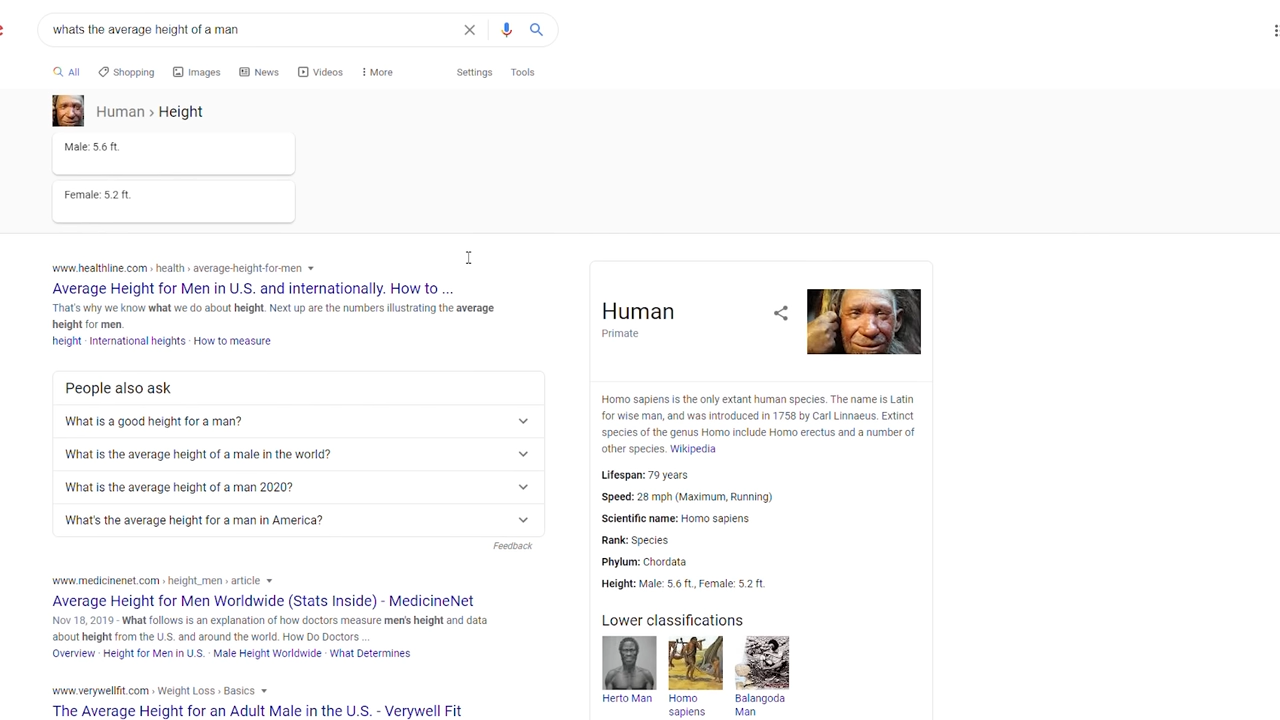 whats the average height of a man
All Shopping Images News Videos More Settings Tools
Human › Height
Male: 5.6 ft.
Female: 5.2 ft.
www.healthline.com › health › average-height-for-men
Average Height for Men in U.S. and internationally. How to ...
That's why we know what we do about height. Next up are the numbers illustrating the average
height for men.
height · International heights · How to measure
People also ask
What is a good height for a man?
What is the average height of a male in the world?
What is the average height of a man 2020?
What's the average height for a man in America?
Feedback
www.medicinenet.com › height_men › article
Average Height for Men Worldwide (Stats Inside) - MedicineNet
Nov 18, 2019 - What follows is an explanation of how doctors measure men's height and data
about height from the U.S. and around the world. How Do Doctors ...
Overview · Height for Men in U.S. · Male Height Worldwide · What Determines
www.verywellfit.com › Weight Loss › Basics
The Average Height for an Adult Male in the U.S. - Verywell Fit
Human
Primate
Homo sapiens is the only extant human species. The name is Latin
for wise man, and was introduced in 1758 by Carl Linnaeus. Extinct
species of the genus Homo include Homo erectus and a number of
other species. Wikipedia
Lifespan: 79 years
Speed: 28 mph (Maximum, Running)
Scientific name: Homo sapiens
Rank: Species
Phylum: Chordata
Height: Male: 5.6 ft., Female: 5.2 ft.
Lower classifications
Herto Man
Homo
sapiens
Balangoda
Man